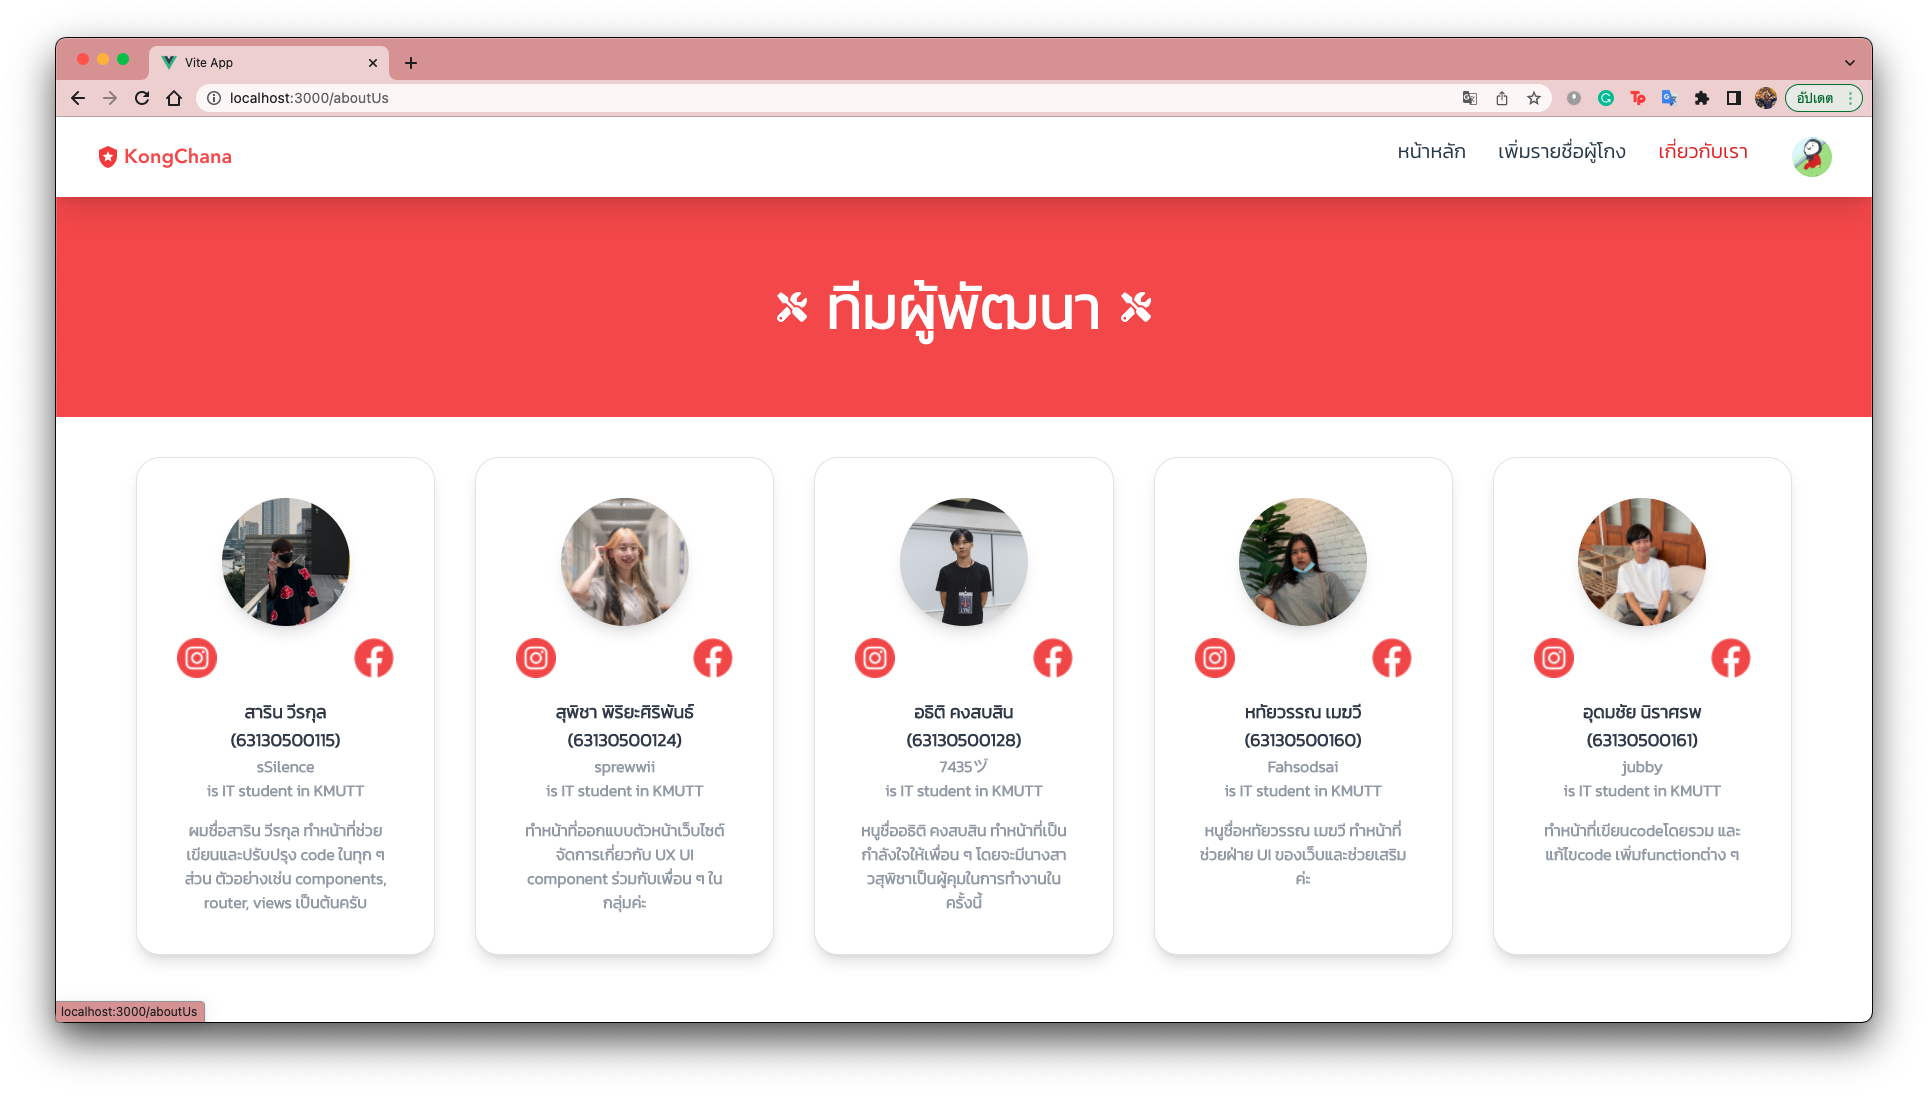 Vite App
localhost:3000/aboutUs
อัปเดต
KongChana
หน้าหลัก
เพิ่มรายชื่อผู้โกง
เกี่ยวกับเรา
ทีมผู้พัฒนา
สาริน วีรกุล
(63130500115)
sSilence
is IT student in KMUTT
ผมชื่อสาริน วีรกุล ทำหน้าที่ช่วย
เขียนและปรับปรุง code ในทุก ๆ
ส่วน ตัวอย่างเช่น components,
router, views เป็นต้นครับ
สุพิชา พิริยะศิริพันธ์
(63130500124)
sprewwii
is IT student in KMUTT
ทำหน้าที่ออกแบบตัวหน้าเว็บไซต์
จัดการเกี่ยวกับ UX UI
component ร่วมกับเพื่อน ๆ ใน
กลุ่มค่ะ
อธิติ คงสบสิน
(63130500128)
7435ヅ
is IT student in KMUTT
หนูชื่ออธิติ คงสบสิน ทำหน้าที่เป็น
กำลังใจให้เพื่อน ๆ โดยจะมีนางสา
วสุพิชาเป็นผู้คุมในการทำงานใน
ครั้งนี้
หทัยวรรณ เมฆวี
(63130500160)
Fahsodsai
is IT student in KMUTT
หนูชื่อหทัยวรรณ เมฆวี ทำหน้าที่
ช่วยฝ่าย UI ของเว็บและช่วยเสริม
ค่ะ
อุดมชัย นิราศรพ
(63130500161)
jubby
is IT student in KMUTT
ทำหน้าที่เขียนcodeโดยรวม และ
แก้ไขcode เพิ่มfunctionต่าง ๆ
localhost:3000/aboutUs